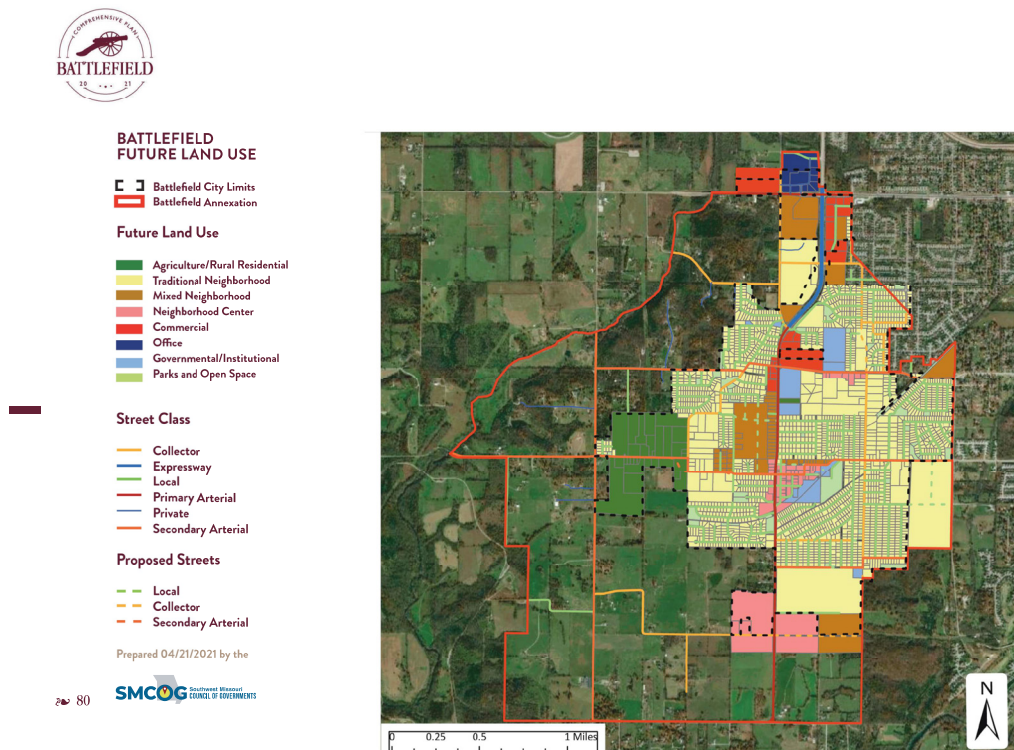 COMPREHENSIVE PLAN
BATTLEFIELD
20 21
BATTLEFIELD
FUTURE LAND USE
Battlefield City Limits
Battlefield Annexation
Future Land Use
Agriculture/Rural Residential
Traditional Neighborhood
Mixed Neighborhood
Neighborhood Center
Commercial
Office
Governmental/Institutional
Parks and Open Space
Street Class
Collector
Expressway
Local
Primary Arterial
Private
Secondary Arterial
Proposed Streets
Local
Collector
Secondary Arterial
Prepared 04/21/2021 by the
SMCOG Southwest Missouri
COUNCIL OF GOVERNMENTS
80
0 0.25 0.5 1 Miles
N